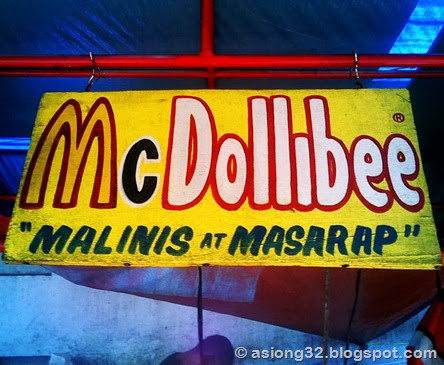 McDollibee ®
"MALINIS AT MASARAP"
© asiong32.blogspot.com